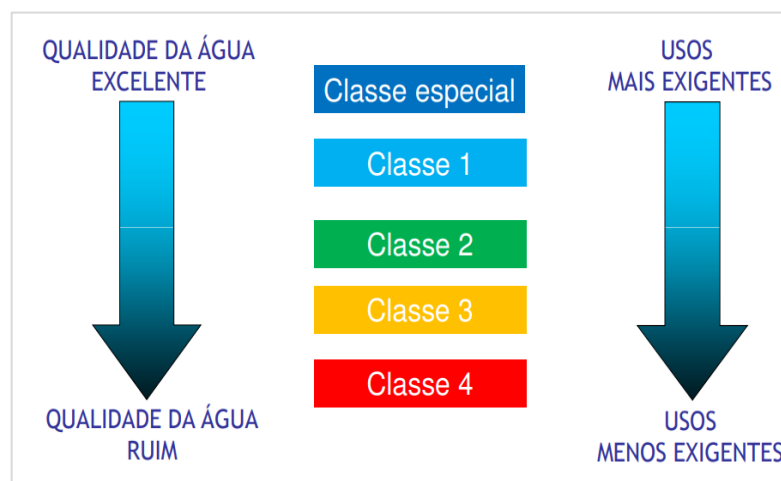 QUALIDADE DA ÁGUA
EXCELENTE
USOS
MAIS EXIGENTES
Classe especial
Classe 1
Classe 2
Classe 3
Classe 4
QUALIDADE DA ÁGUA
RUIM
USOS
MENOS EXIGENTES